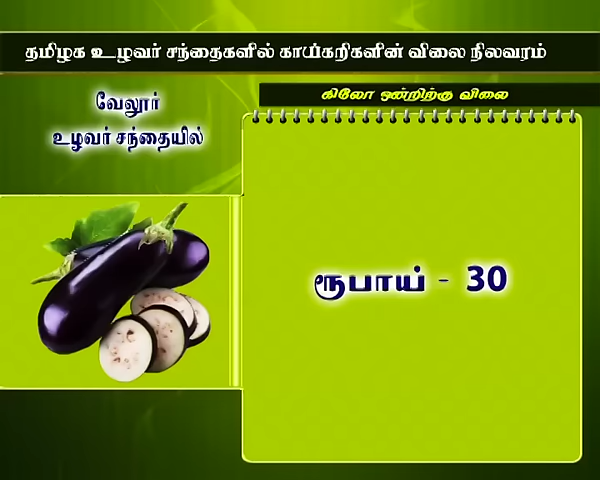 தமிழக உழவர் சந்தைகளில் காய்கறிகளின் விலை நிலவரம்
கிலோ ஒன்றிற்கு விலை
வேலூர்
உழவர் சந்தையில்
ரூபாய் - 30